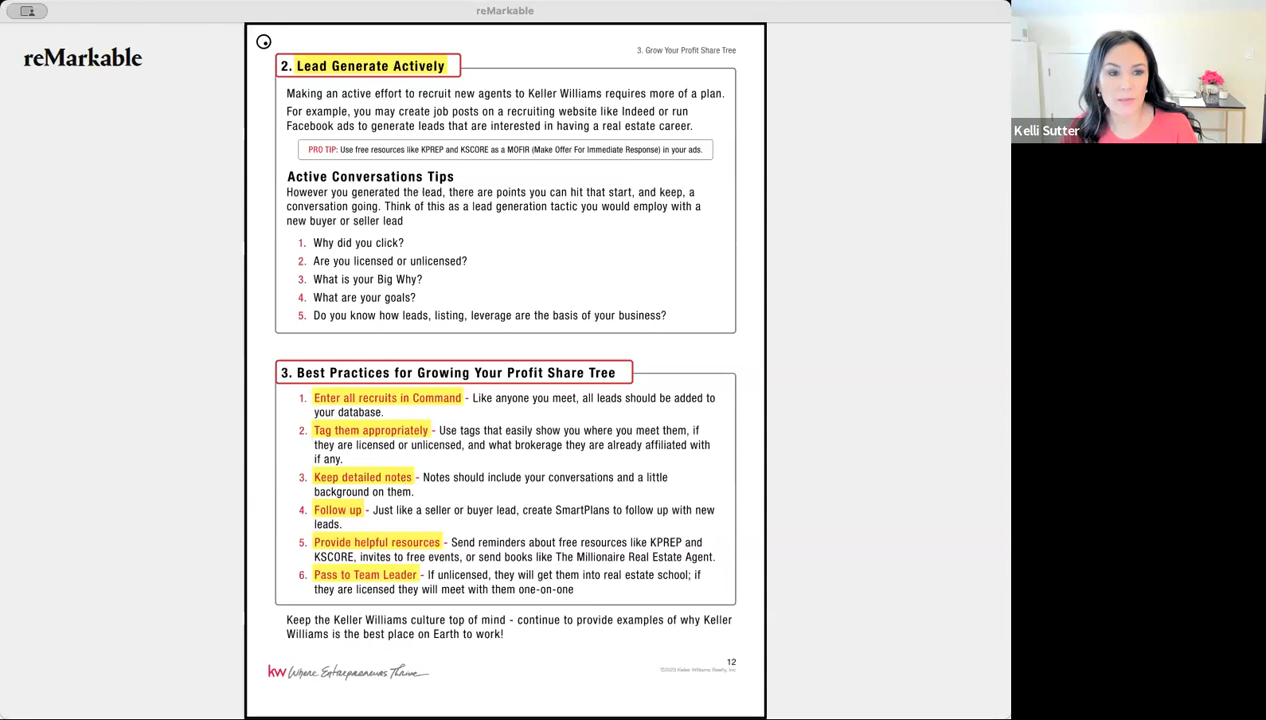 reMarkable
reMarkable
3. Grow Your Profit Share Tree
2. Lead Generate Actively
Making an active effort to recruit new agents to Keller Williams requires more of a plan.
For example, you may create job posts on a recruiting website like Indeed or run
Facebook ads to generate leads that are interested in having a real estate career.
PRO TIP: Use free resources like KPREP and KSCORE as a MOFIR (Make Offer For Immediate Response) in your ads.
Active Conversations Tips
However you generated the lead, there are points you can hit that start, and keep, a
conversation going. Think of this as a lead generation tactic you would employ with a
new buyer or seller lead
1. Why did you click?
2. Are you licensed or unlicensed?
3. What is your Big Why?
4. What are your goals?
5. Do you know how leads, listing, leverage are the basis of your business?
3. Best Practices for Growing Your Profit Share Tree
1. Enter all recruits in Command - Like anyone you meet, all leads should be added to
your database.
2. Tag them appropriately - Use tags that easily show you where you meet them, if
they are licensed or unlicensed, and what brokerage they are already affiliated with
if any.
3. Keep detailed notes - Notes should include your conversations and a little
background on them.
4. Follow up - Just like a seller or buyer lead, create SmartPlans to follow up with new
leads.
5. Provide helpful resources - Send reminders about free resources like KPREP and
KSCORE, invites to free events, or send books like The Millionaire Real Estate Agent.
6. Pass to Team Leader - If unlicensed, they will get them into real estate school; if
they are licensed they will meet with them one-on-one
Keep the Keller Williams culture top of mind - continue to provide examples of why Keller
Williams is the best place on Earth to work!
kw Where Entrepreneurs Thrive
12
©2023 Keller Williams Realty, Inc
Kelli Sutter